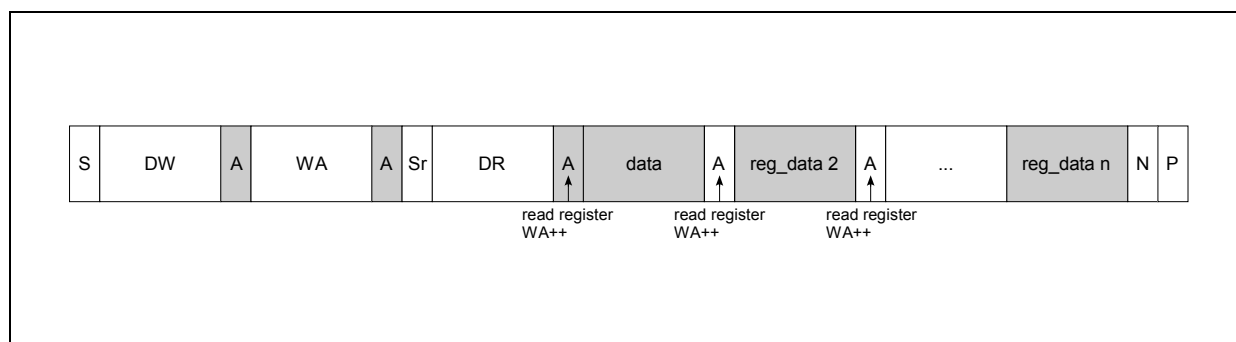 S DW A WA A Sr DR A data A reg_data 2 A ... reg_data n N P
read register read register read register
WA++ WA++ WA++